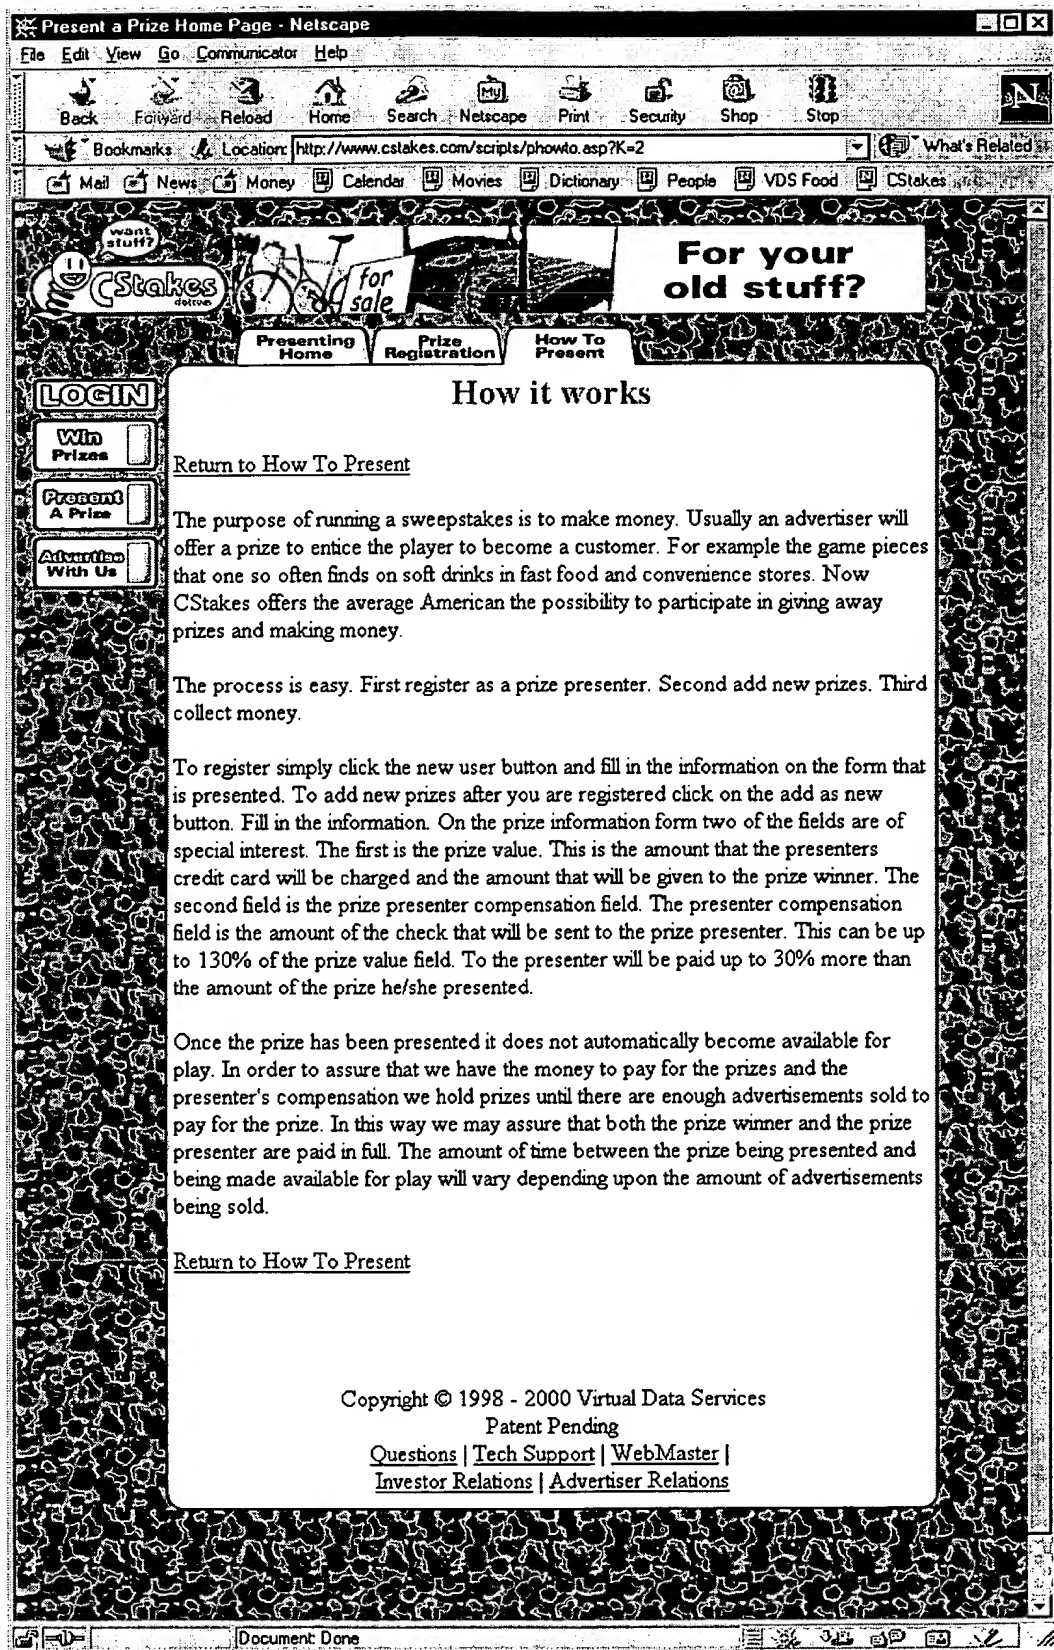 Present a Prize Home Page - Netscape
File Edit View Go Communicator Help
Back Forward Reload Home Search Netscape Print Security Shop Stop
Bookmarks Location: http://www.cstakes.com/scripts/phowto.asp?K=2 What's Related
Mail News Money Calendar Movies Dictionary People VDS Food CStakes
want
stuff?
CStakes
dotcom
for
sale
For your
old stuff?
Presenting
Home
Prize
Registration
How To
Present
LOGIN
Win
Prizes
Present
A Prize
Advertise
With Us
How it works
Return to How To Present
The purpose of running a sweepstakes is to make money. Usually an advertiser will
offer a prize to entice the player to become a customer. For example the game pieces
that one so often finds on soft drinks in fast food and convenience stores. Now
CStakes offers the average American the possibility to participate in giving away
prizes and making money.
The process is easy. First register as a prize presenter. Second add new prizes. Third
collect money.
To register simply click the new user button and fill in the information on the form that
is presented. To add new prizes after you are registered click on the add as new
button. Fill in the information. On the prize information form two of the fields are of
special interest. The first is the prize value. This is the amount that the presenters
credit card will be charged and the amount that will be given to the prize winner. The
second field is the prize presenter compensation field. The presenter compensation
field is the amount of the check that will be sent to the prize presenter. This can be up
to 130% of the prize value field. To the presenter will be paid up to 30% more than
the amount of the prize he/she presented.
Once the prize has been presented it does not automatically become available for
play. In order to assure that we have the money to pay for the prizes and the
presenter's compensation we hold prizes until there are enough advertisements sold to
pay for the prize. In this way we may assure that both the prize winner and the prize
presenter are paid in full. The amount of time between the prize being presented and
being made available for play will vary depending upon the amount of advertisements
being sold.
Return to How To Present
Copyright © 1998 - 2000 Virtual Data Services
Patent Pending
Questions | Tech Support | WebMaster |
Investor Relations | Advertiser Relations
Document: Done